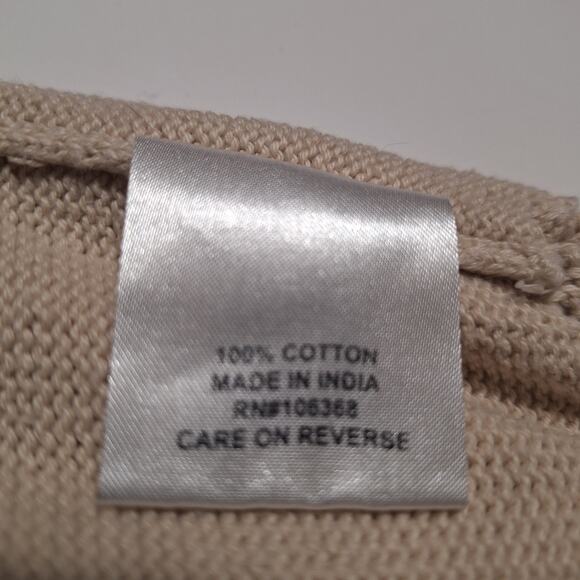 100% COTTON
MADE IN INDIA
RN#106368
CARE ON REVERSE